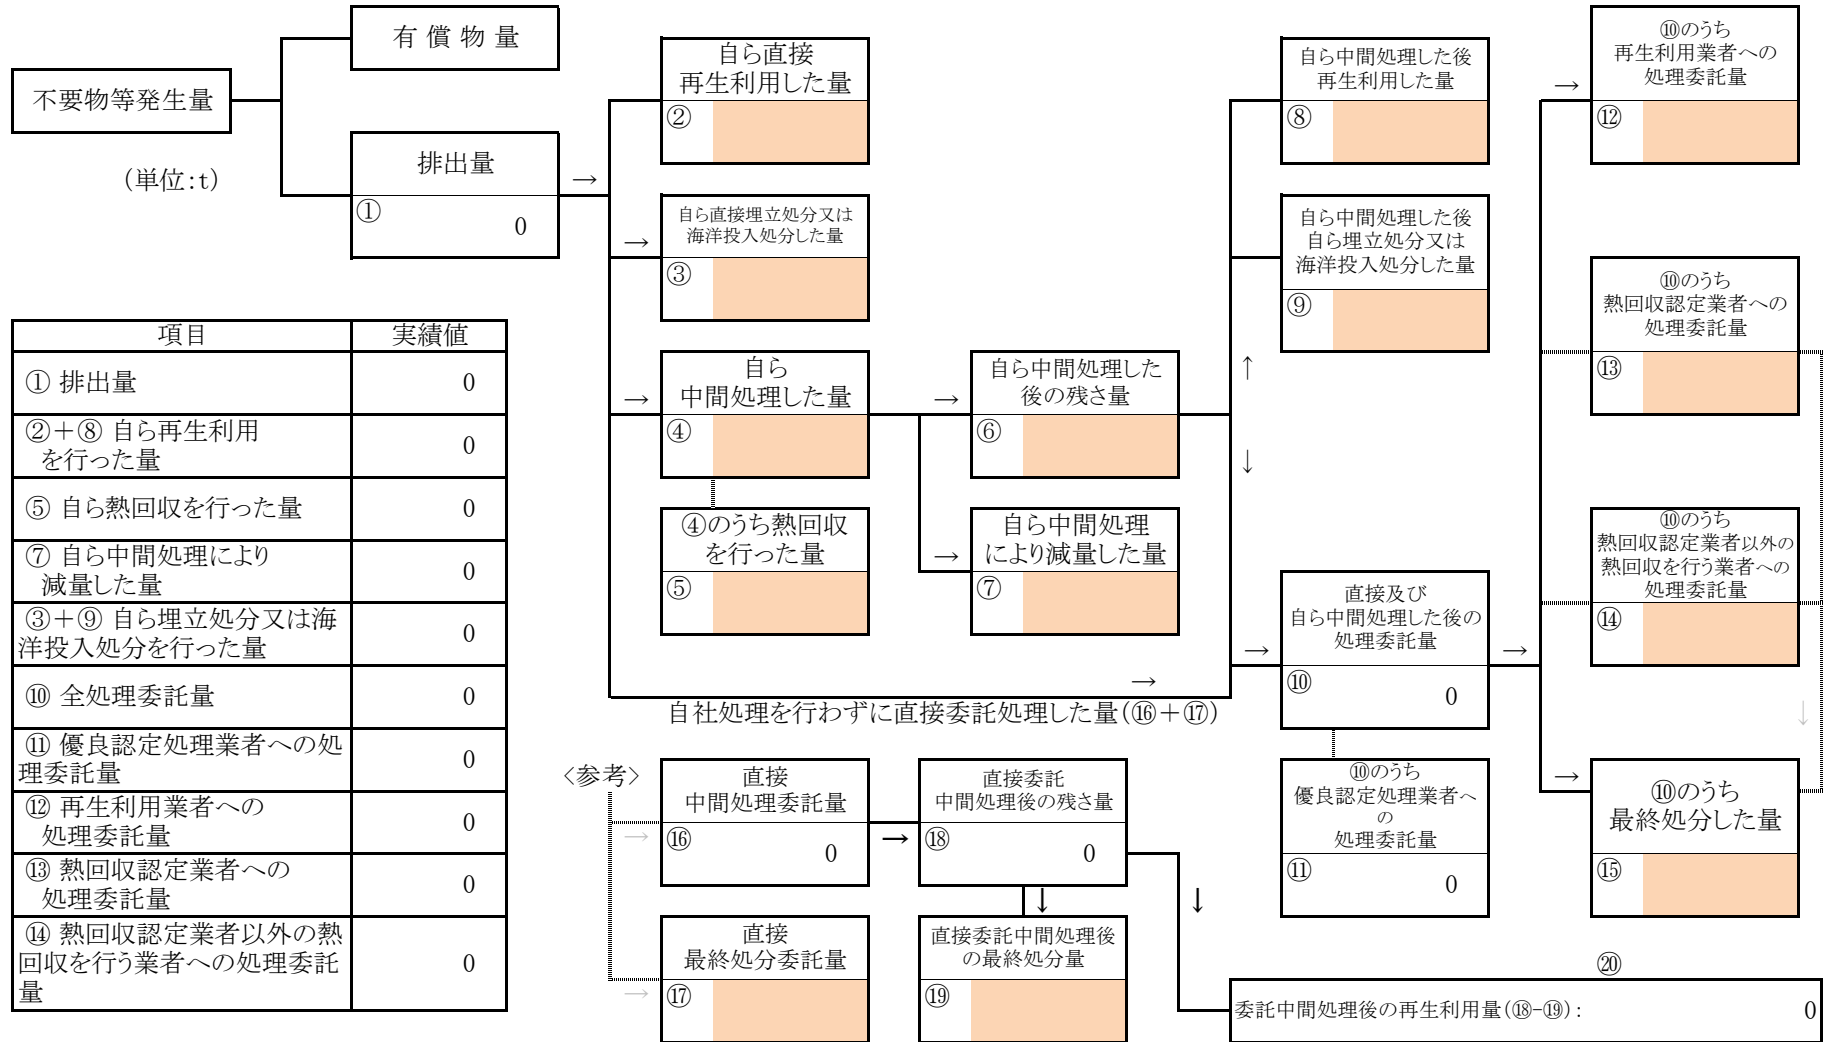 有 償 物 量
不要物等発生量
(単位:t)
排出量
①
0
→
自ら直接
再生利用した量
②
→
自ら直接埋立処分又は
海洋投入処分した量
③
→
自ら
中間処理した量
④
④のうち熱回収
を行った量
⑤
→
自ら中間処理した
後の残さ量
⑥
→
自ら中間処理
により減量した量
⑦
自ら中間処理した後
再生利用した量
⑧
自ら中間処理した後
自ら埋立処分又は
海洋投入処分した量
⑨
↑
↓
→
直接及び
自ら中間処理した後の
処理委託量
⑩
0
→
自社処理を行わずに直接委託処理した量(⑯+⑰)
⑩のうち
優良認定処理業者へ
の
処理委託量
⑪
0
→
→
⑩のうち
再生利用業者への
処理委託量
⑫
⑩のうち
熱回収認定業者への
処理委託量
⑬
⑩のうち
熱回収認定業者以外の
熱回収を行う業者への
処理委託量
⑭
↓
→
⑩のうち
最終処分した量
⑮
項目 実績値
① 排出量 0
②+⑧ 自ら再生利用
を行った量 0
⑤ 自ら熱回収を行った量 0
⑦ 自ら中間処理により
減量した量 0
③+⑨ 自ら埋立処分又は海
洋投入処分を行った量 0
⑩ 全処理委託量 0
⑪ 優良認定処理業者への処
理委託量 0
⑫ 再生利用業者への
処理委託量 0
⑬ 熱回収認定業者への
処理委託量 0
⑭ 熱回収認定業者以外の熱
回収を行う業者への処理委託
量 0
〈参考〉
→
直接
中間処理委託量
⑯
0
→
直接委託
中間処理後の残さ量
⑱
0
↓
↓
→
直接
最終処分委託量
⑰
直接委託中間処理後
の最終処分量
⑲
⑳
委託中間処理後の再生利用量(⑱-⑲): 0